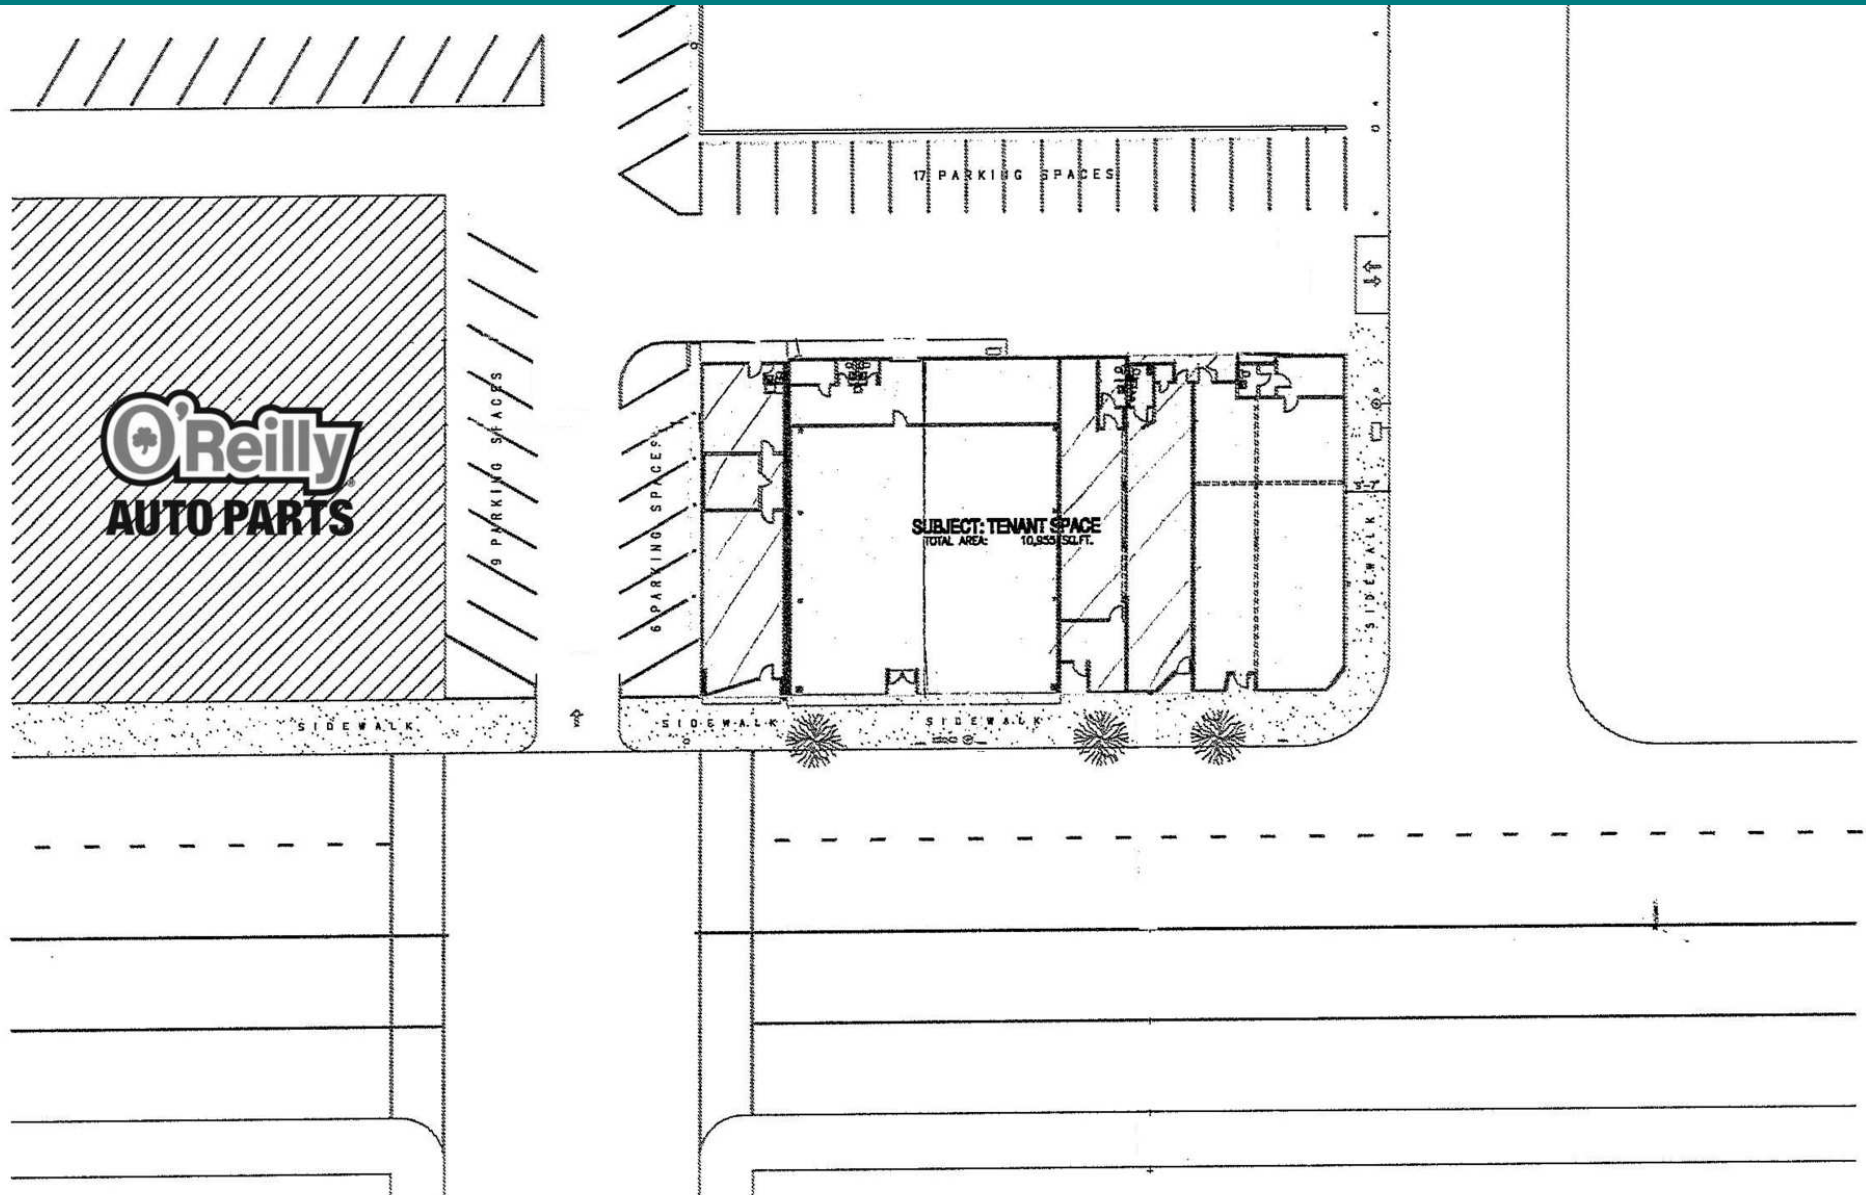 17 PARKING SPACES
O'Reilly®
AUTO PARTS
9 PARKING SPACES
6 PARKING SPACES
SUBJECT: TENANT SPACE
TOTAL AREA: 10,955 SQ.FT.
SIDEWALK
SIDEWALK
SIDEWALK
SIDEWALK